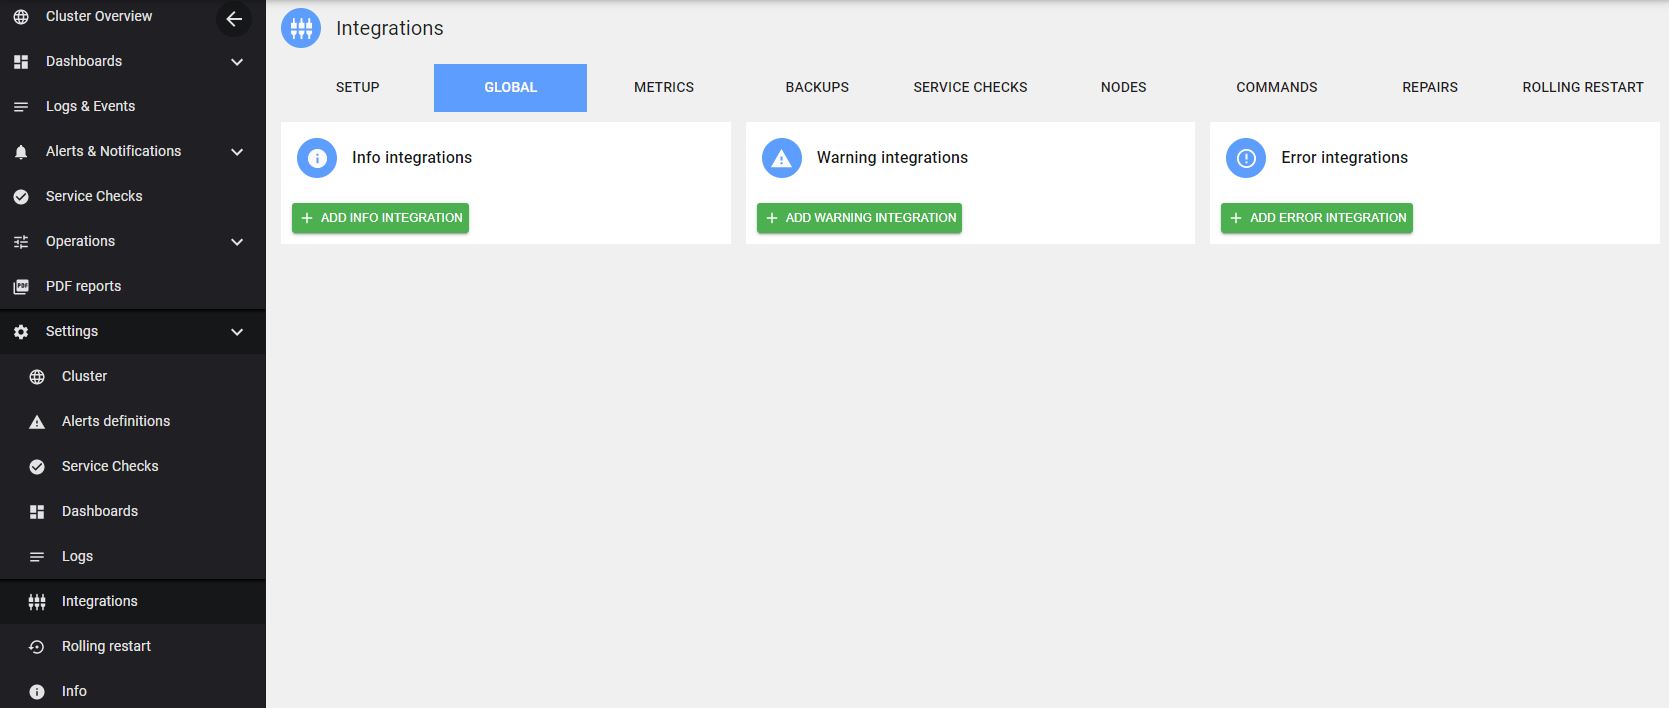 Cluster Overview
Dashboards
Logs & Events
Alerts & Notifications
Service Checks
Operations
PDF reports
Settings
Cluster
Alerts definitions
Service Checks
Dashboards
Logs
Integrations
Rolling restart
Info
Integrations
SETUP GLOBAL METRICS BACKUPS SERVICE CHECKS NODES COMMANDS REPAIRS ROLLING RESTART
Info integrations
+ ADD INFO INTEGRATION
Warning integrations
+ ADD WARNING INTEGRATION
Error integrations
+ ADD ERROR INTEGRATION